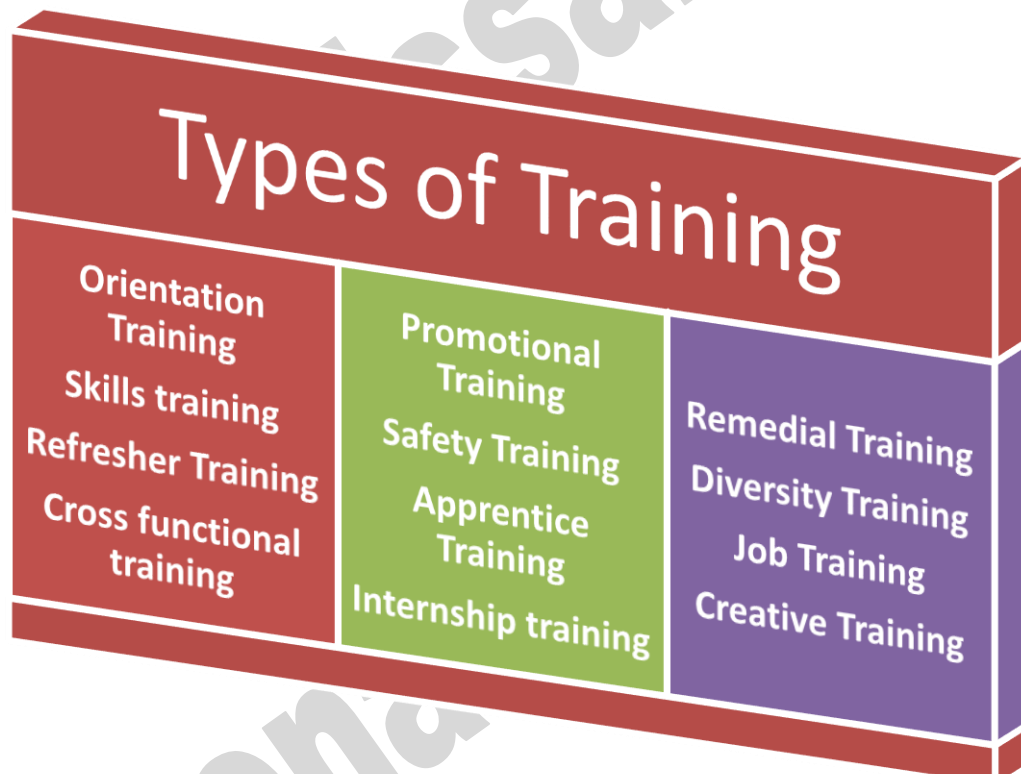 Types of Training
Orientation
Training
Skills training
Refresher Training
Cross functional
training
Promotional
Training
Safety Training
Apprentice
Training
Internship training
Remedial Training
Diversity Training
Job Training
Creative Training